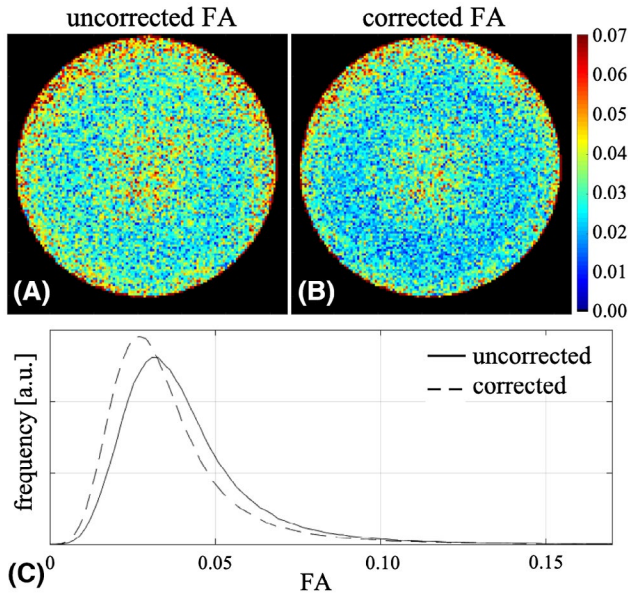 uncorrected FA
corrected FA
0.07
0.06
0.05
0.04
0.03
0.02
0.01
0.00
(A)
(B)
uncorrected
corrected
frequency [a.u.]
0
0.05
0.10
0.15
(C)
FA